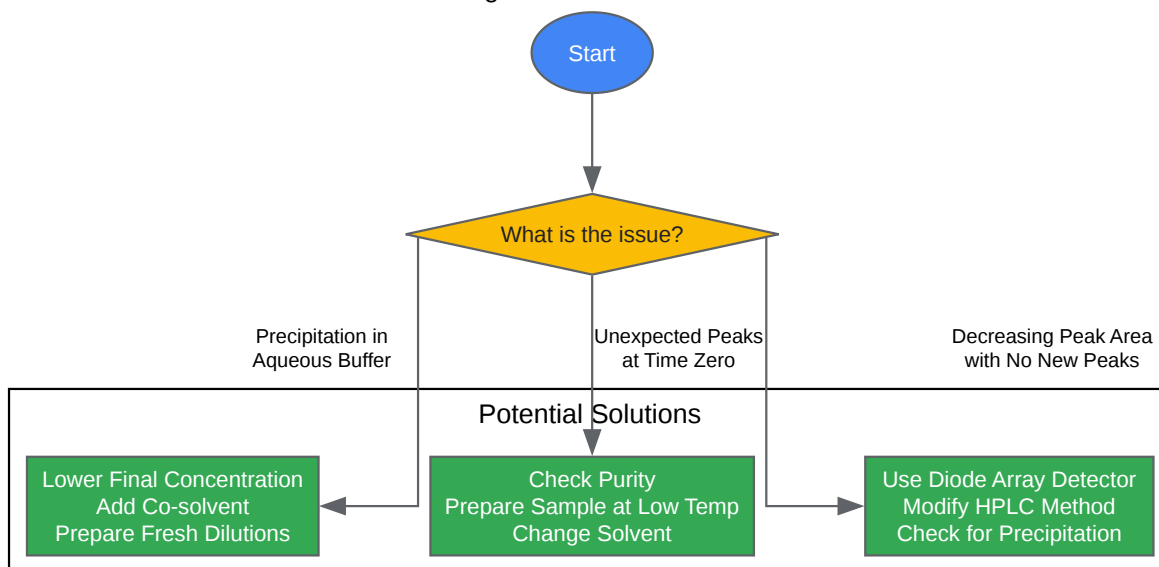 Start
What is the issue?
Precipitation in
Aqueous Buffer
Unexpected Peaks
at Time Zero
Decreasing Peak Area
with No New Peaks
Potential Solutions
Lower Final Concentration
Add Co-solvent
Prepare Fresh Dilutions
Check Purity
Prepare Sample at Low Temp
Change Solvent
Use Diode Array Detector
Modify HPLC Method
Check for Precipitation